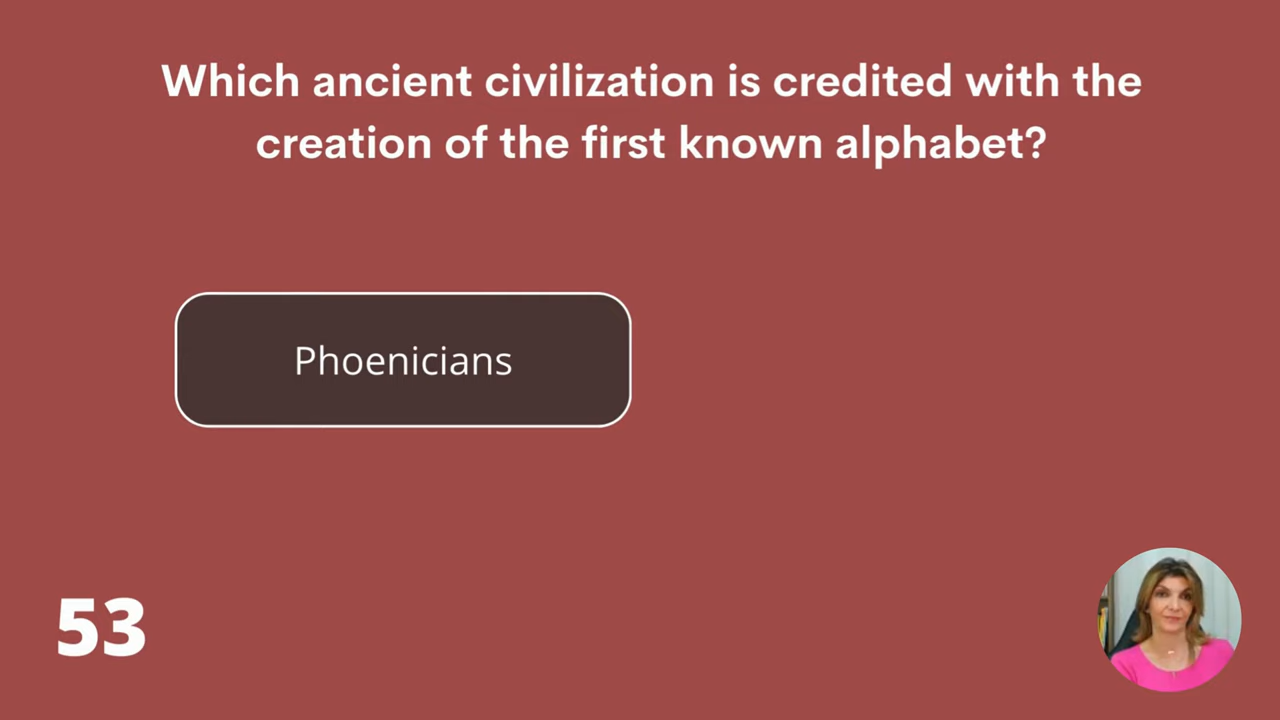 Which ancient civilization is credited with the
creation of the first known alphabet?
Phoenicians
53